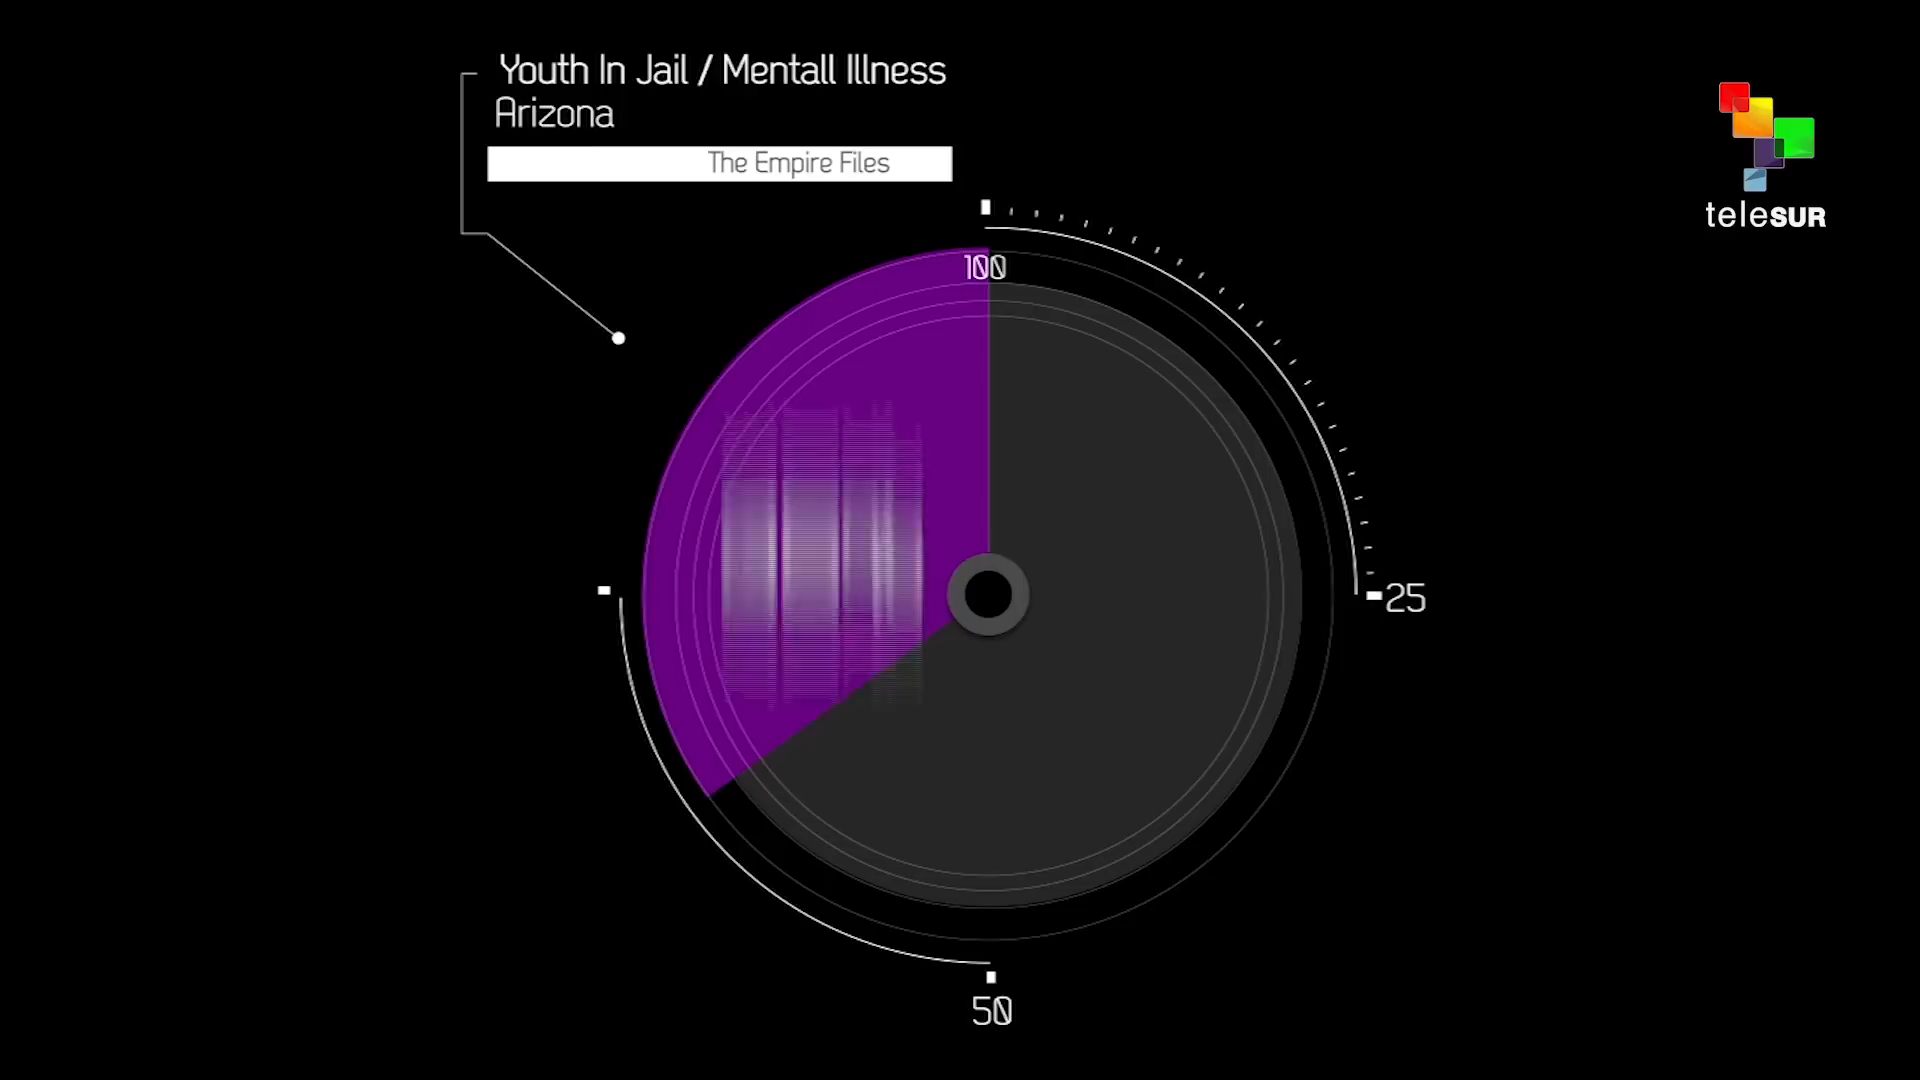 Youth In Jail / Mentall Illness
Arizona
The Empire Files
teleSUR
100
25
50